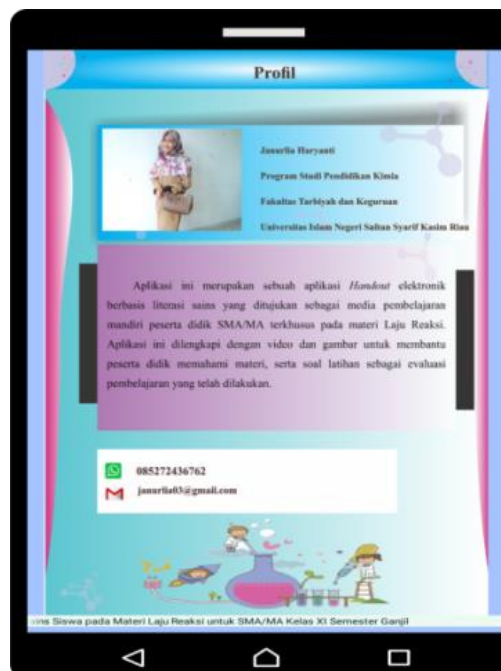 Profil
Janurlia Haryanti
Program Studi Pendidikan Kimia
Fakultas Tarbiyah dan Keguruan
Universitas Islam Negeri Sultan Syarif Kasim Riau
Aplikasi ini merupakan sebuah aplikasi Handout elektronik
berbasis literasi sains yang ditujukan sebagai media pembelajaran
mandiri peserta didik SMA/MA terkhusus pada materi Laju Reaksi.
Aplikasi ini dilengkapi dengan video dan gambar untuk membantu
peserta didik memahami materi, serta soal latihan sebagai evaluasi
pembelajaran yang telah dilakukan.
085272436762
janurlia03@gmail.com
ins Siswa pada Materi Laju Reaksi untuk SMA/MA Kelas XI Semester Ganjil